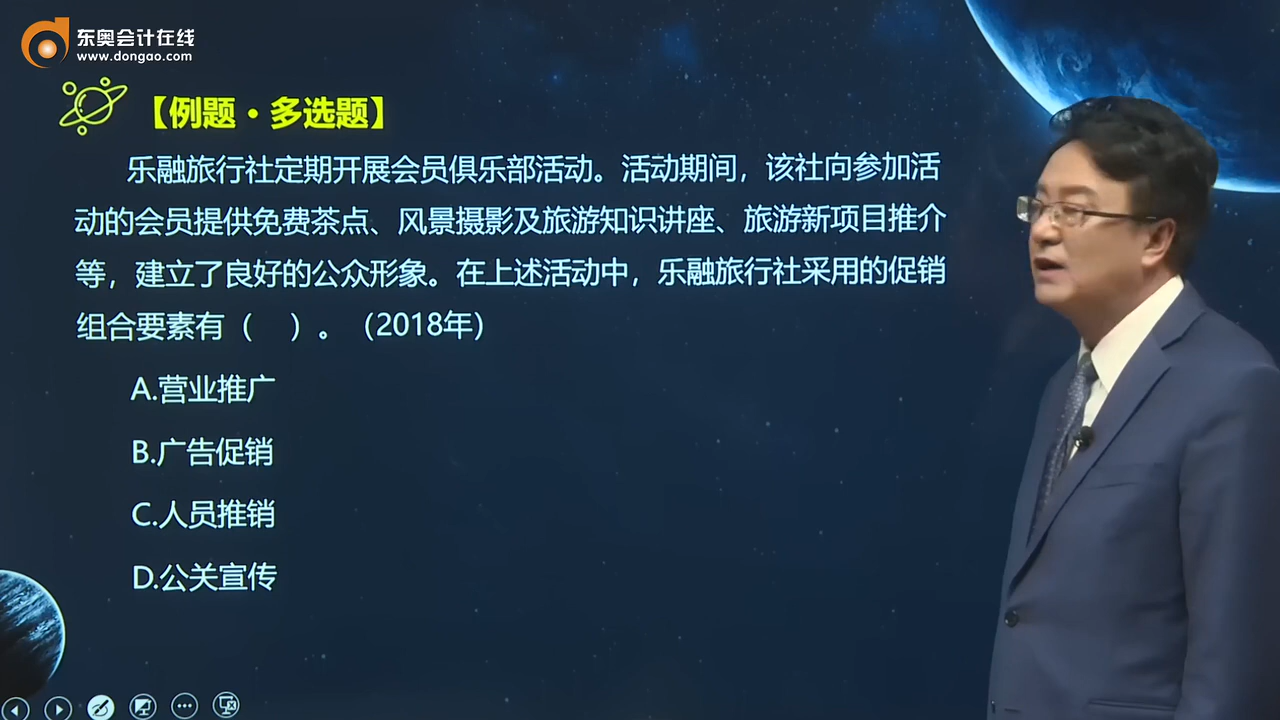 东奥会计在线
www.dongao.com
【例题·多选题】
乐融旅行社定期开展会员俱乐部活动。活动期间，该社向参加活
动的会员提供免费茶点、风景摄影及旅游知识讲座、旅游新项目推介
等，建立了良好的公众形象。在上述活动中，乐融旅行社采用的促销
组合要素有（ ）。（2018年）
A.营业推广
B.广告促销
C.人员推销
D.公关宣传